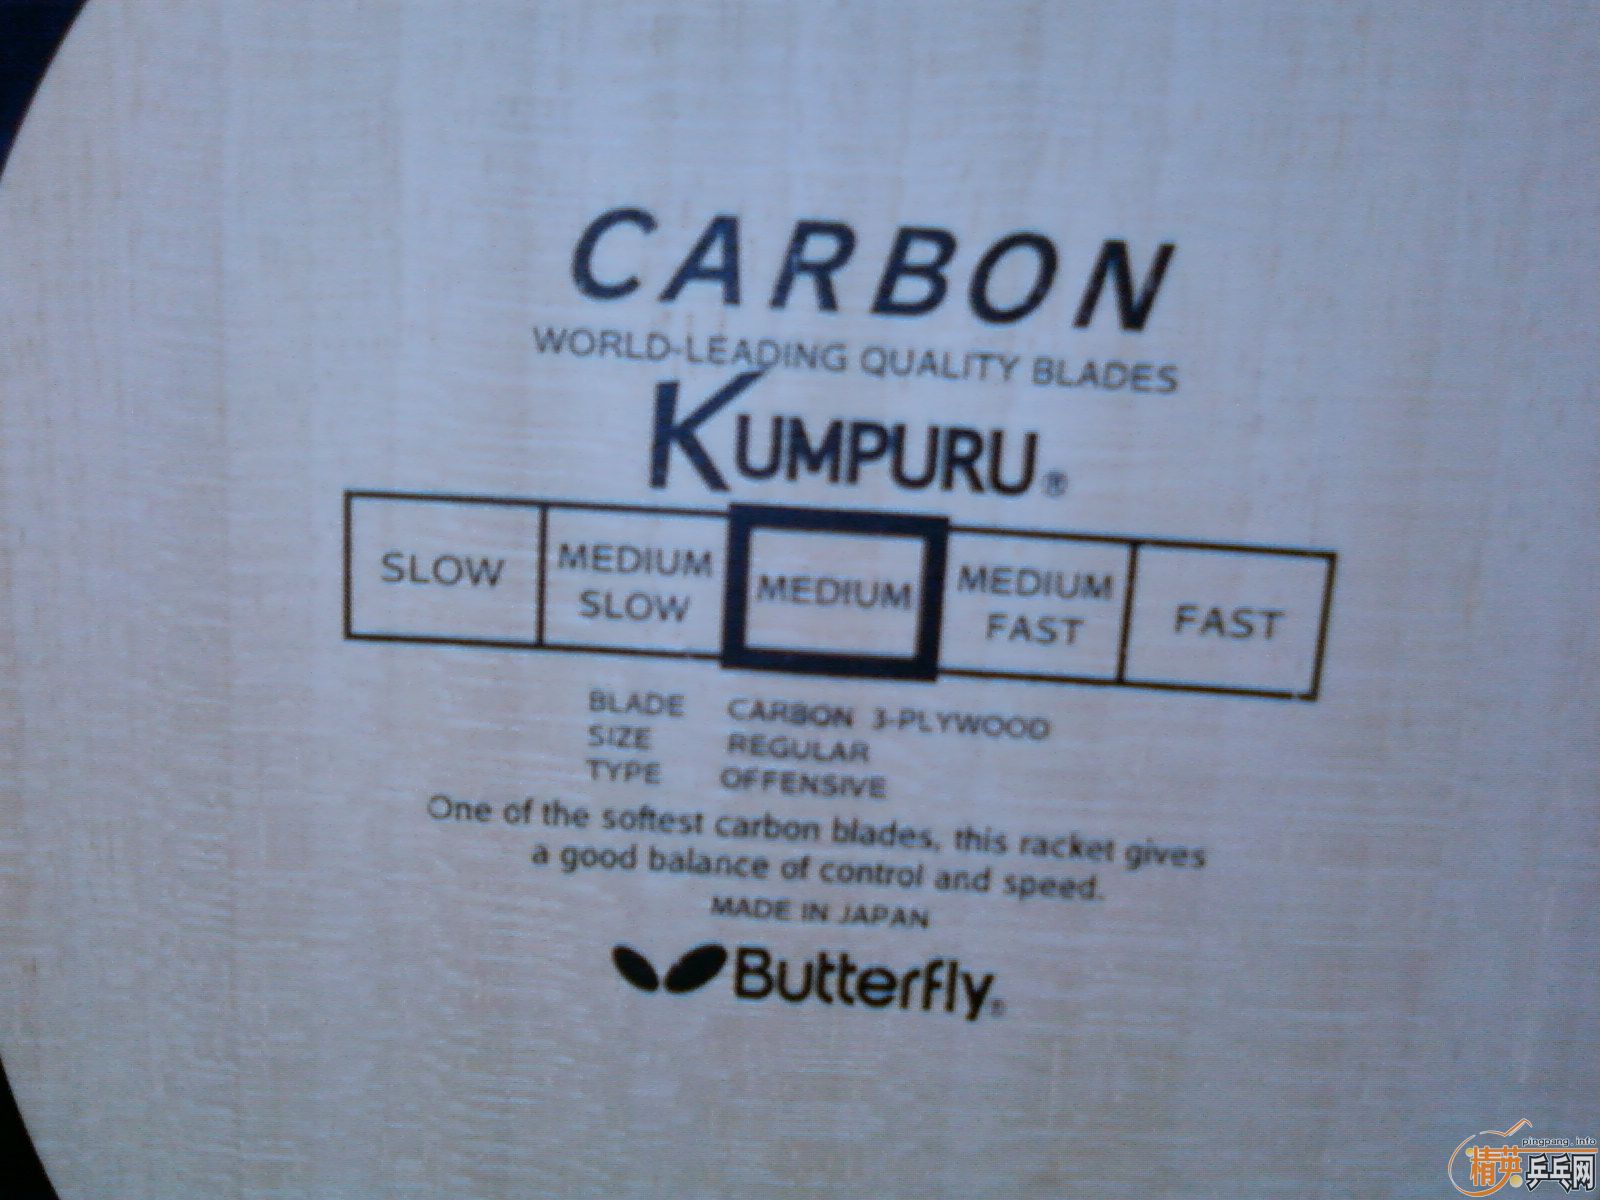 CARBON
WORLD-LEADING QUALITY BLADES
KUMPURU®
SLOW
MEDIUM SLOW
MEDIUM
MEDIUM FAST
FAST
BLADE CARBON 3-PLYWOOD
SIZE REGULAR
TYPE OFFENSIVE
One of the softest carbon blades, this racket gives
a good balance of control and speed.
MADE IN JAPAN
Butterfly®
pingpang.info
精英乒乓网